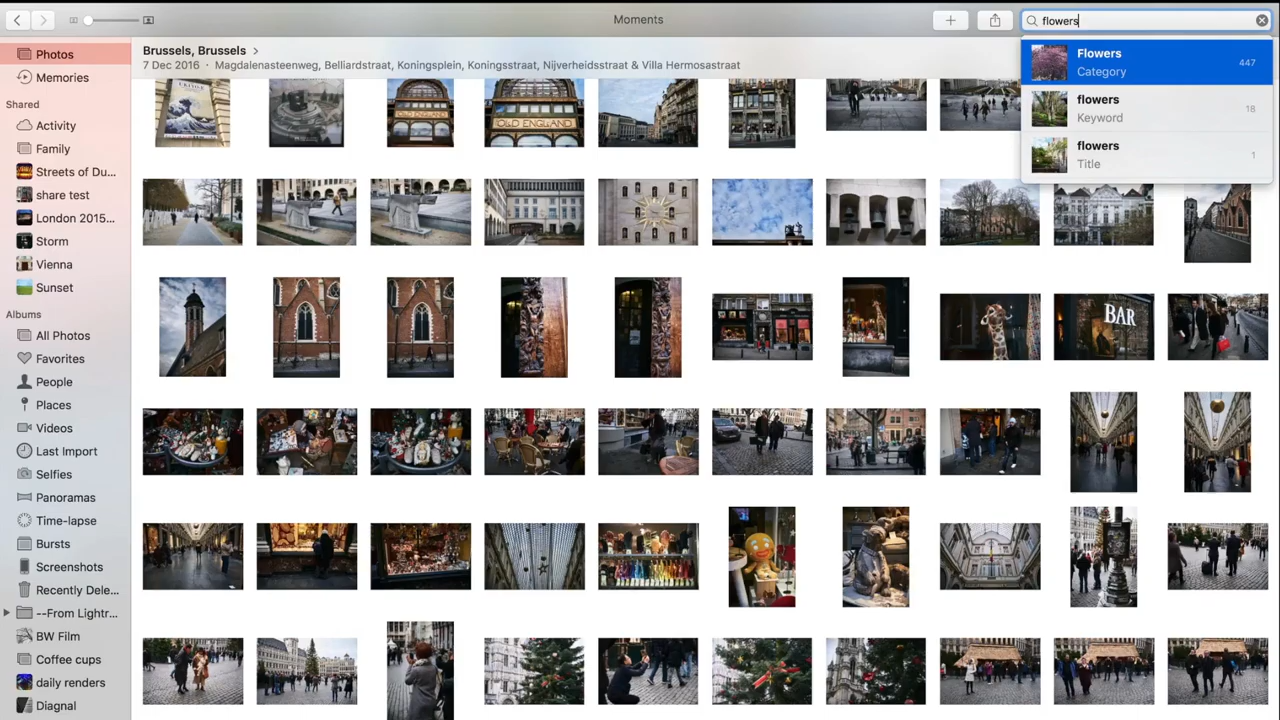 Moments
flowers
Photos
Memories
Shared
Activity
Family
Streets of Du...
share test
London 2015...
Storm
Vienna
Sunset
Albums
All Photos
Favorites
People
Places
Videos
Last Import
Selfies
Panoramas
Time-lapse
Bursts
Screenshots
Recently Dele...
--From Lightr...
BW Film
Coffee cups
daily renders
Diagnal
Brussels, Brussels
7 Dec 2016 • Magdalenasteenweg, Belliardstraat, Koningsplein, Koningsstraat, Nijverheidsstraat & Villa Hermosastraat
Flowers
Category
447
flowers
Keyword
18
flowers
Title
1
OLD ENGLAND
BAR